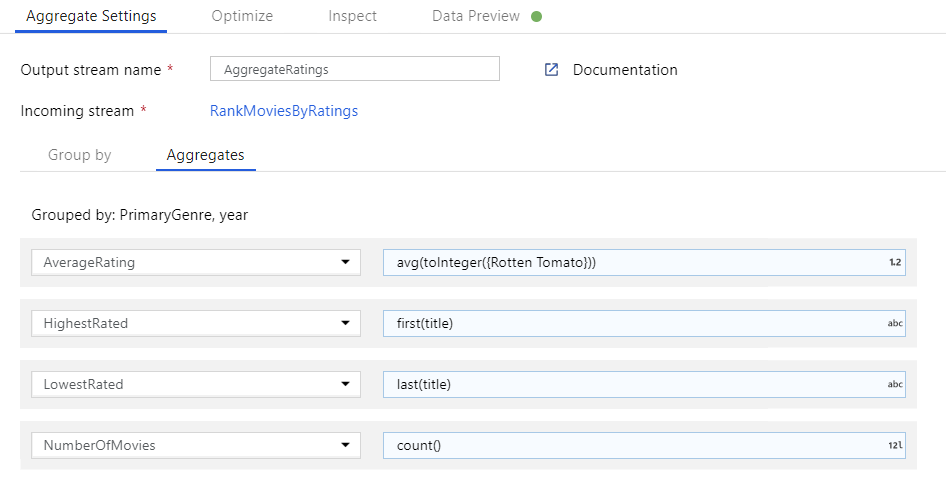 Aggregate Settings Optimize Inspect Data Preview
Output stream name * AggregateRatings Documentation
Incoming stream * RankMoviesByRatings
Group by Aggregates
Grouped by: PrimaryGenre, year
AverageRating avg(toInteger({Rotten Tomato})) 1.2
HighestRated first(title) abc
LowestRated last(title) abc
NumberOfMovies count() 12l